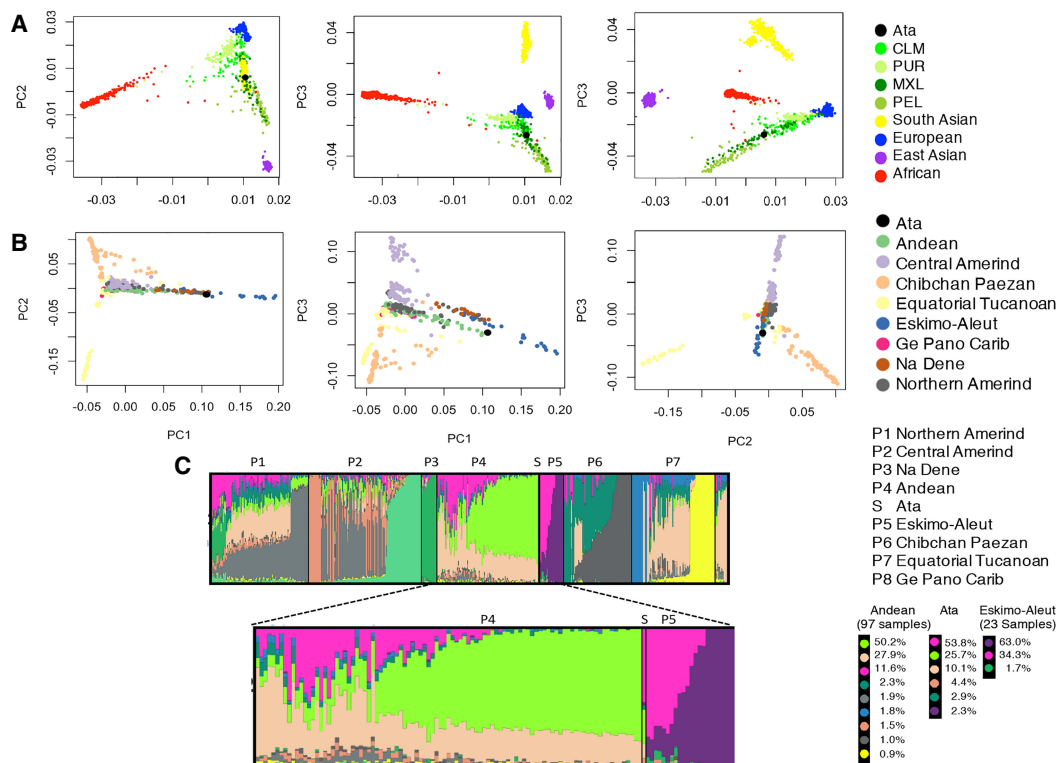 A
PC2
0.03
0.01
-0.01
-0.03
-0.03
-0.01
0.01
0.02
PC3
0.04
0.00
-0.04
-0.03
-0.01
0.01
0.02
PC3
0.04
0.00
-0.04
-0.03
-0.01
0.01
0.03
Ata
CLM
PUR
MXL
PEL
South Asian
European
East Asian
African
B
PC2
0.05
-0.05
-0.15
-0.05
0.00
0.05
0.10
0.15
0.20
PC1
PC3
0.10
0.00
-0.10
-0.05
0.00
0.05
0.10
0.15
0.20
PC1
PC3
0.10
0.00
-0.10
-0.15
-0.05
0.05
PC2
Ata
Andean
Central Amerind
Chibchan Paezan
Equatorial Tucanoan
Eskimo-Aleut
Ge Pano Carib
Na Dene
Northern Amerind
C
P1 P2 P3 P4 S P5 P6 P7
P4 S P5
P1 Northern Amerind
P2 Central Amerind
P3 Na Dene
P4 Andean
S Ata
P5 Eskimo-Aleut
P6 Chibchan Paezan
P7 Equatorial Tucanoan
P8 Ge Pano Carib
Andean
(97 samples)
50.2%
27.9%
11.6%
2.3%
1.9%
1.8%
1.5%
1.0%
0.9%
Ata
53.8%
25.7%
10.1%
4.4%
2.9%
2.3%
Eskimo-Aleut
(23 Samples)
63.0%
34.3%
1.7%